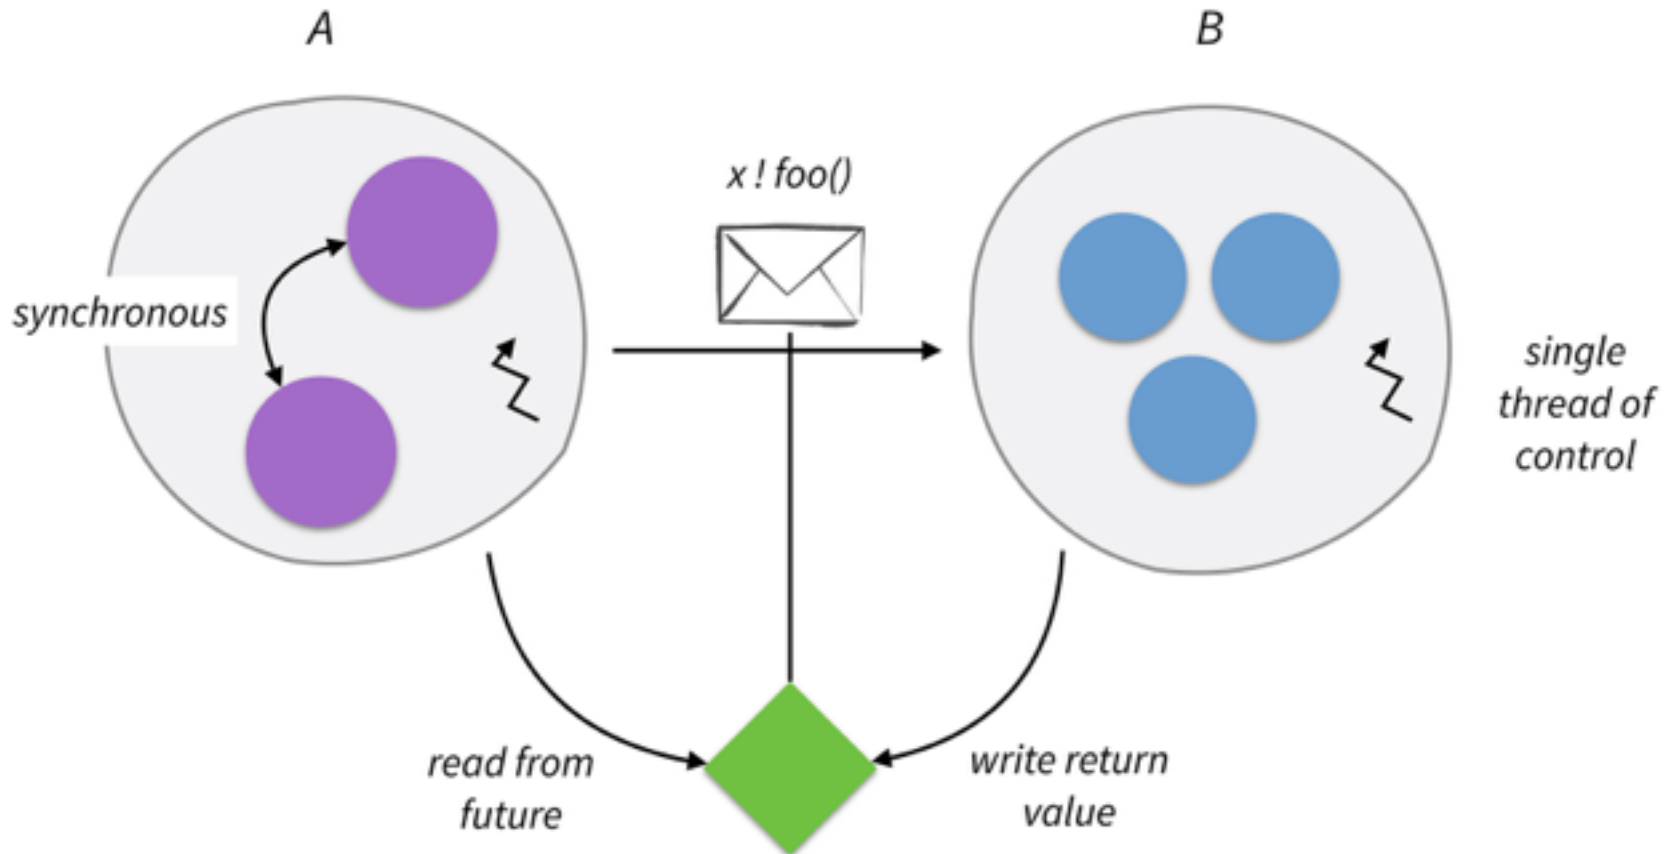 A
B
x ! foo()
synchronous
single
thread of
control
read from
future
write return
value